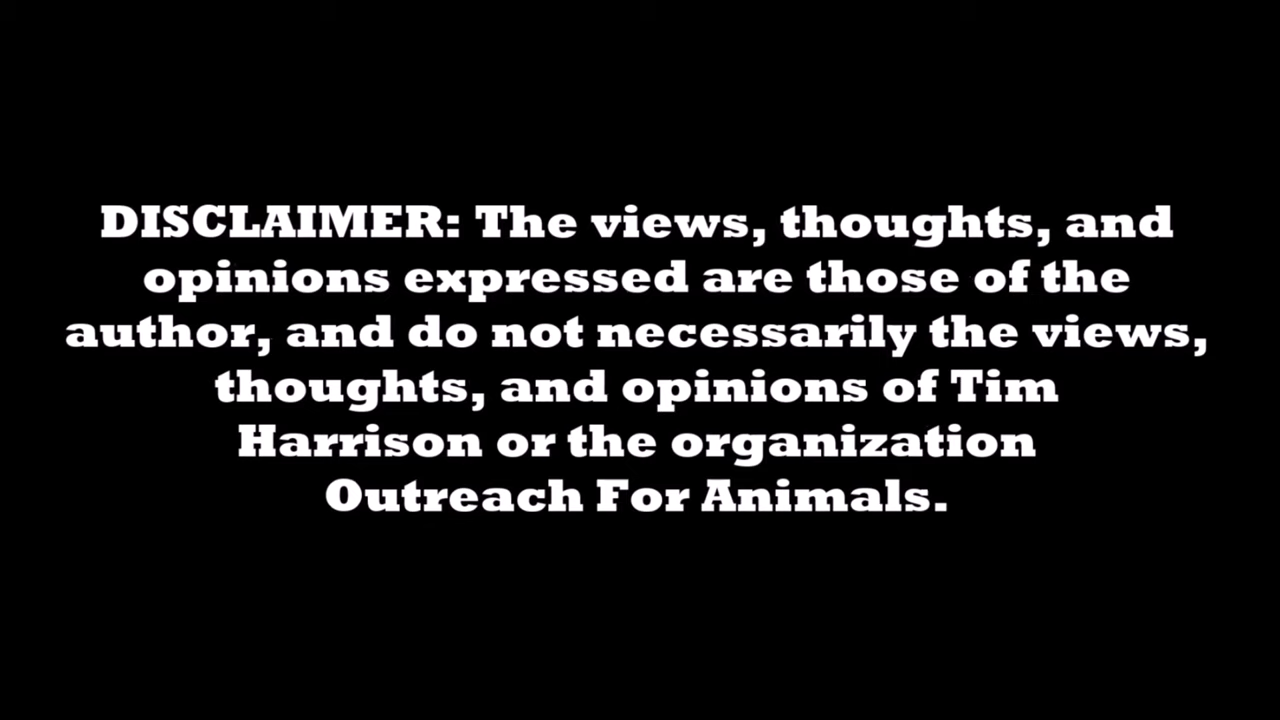 DISCLAIMER: The views, thoughts, and
opinions expressed are those of the
author, and do not necessarily the views,
thoughts, and opinions of Tim
Harrison or the organization
Outreach For Animals.